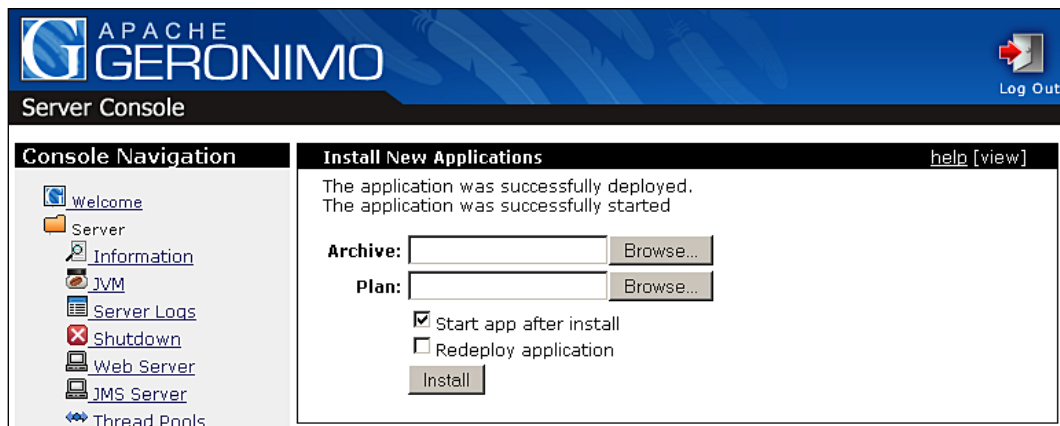 APACHE
GERONIMO
Log Out
Server Console
Console Navigation
Welcome
Server
Information
JVM
Server Logs
Shutdown
Web Server
JMS Server
Thread Pools
Install New Applications
help [view]
The application was successfully deployed.
The application was successfully started
Archive: Browse...
Plan: Browse...
Start app after install
Redeploy application
Install